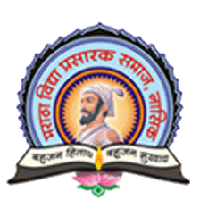 मराठा विद्या प्रसारक समाज, नाशिक
बहुजन हिताय बहुजन सुखाय